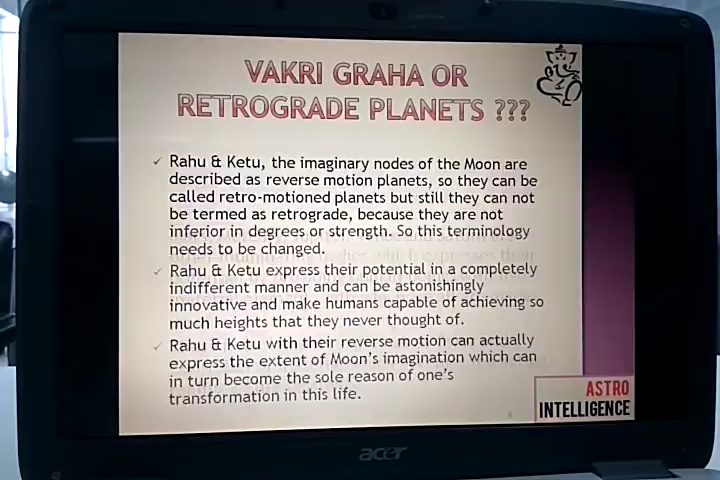 VAKRI GRAHA OR
RETROGRADE PLANETS ???
Rahu & Ketu, the imaginary nodes of the Moon are
described as reverse motion planets, so they can be
called retro-motioned planets but still they can not
be termed as retrograde, because they are not
inferior in degrees or strength. So this terminology
needs to be changed.
Rahu & Ketu express their potential in a completely
indifferent manner and can be astonishingly
innovative and make humans capable of achieving so
much heights that they never thought of.
Rahu & Ketu with their reverse motion can actually
express the extent of Moon's imagination which can
in turn become the sole reason of one's
transformation in this life.
ASTRO
INTELLIGENCE
acer